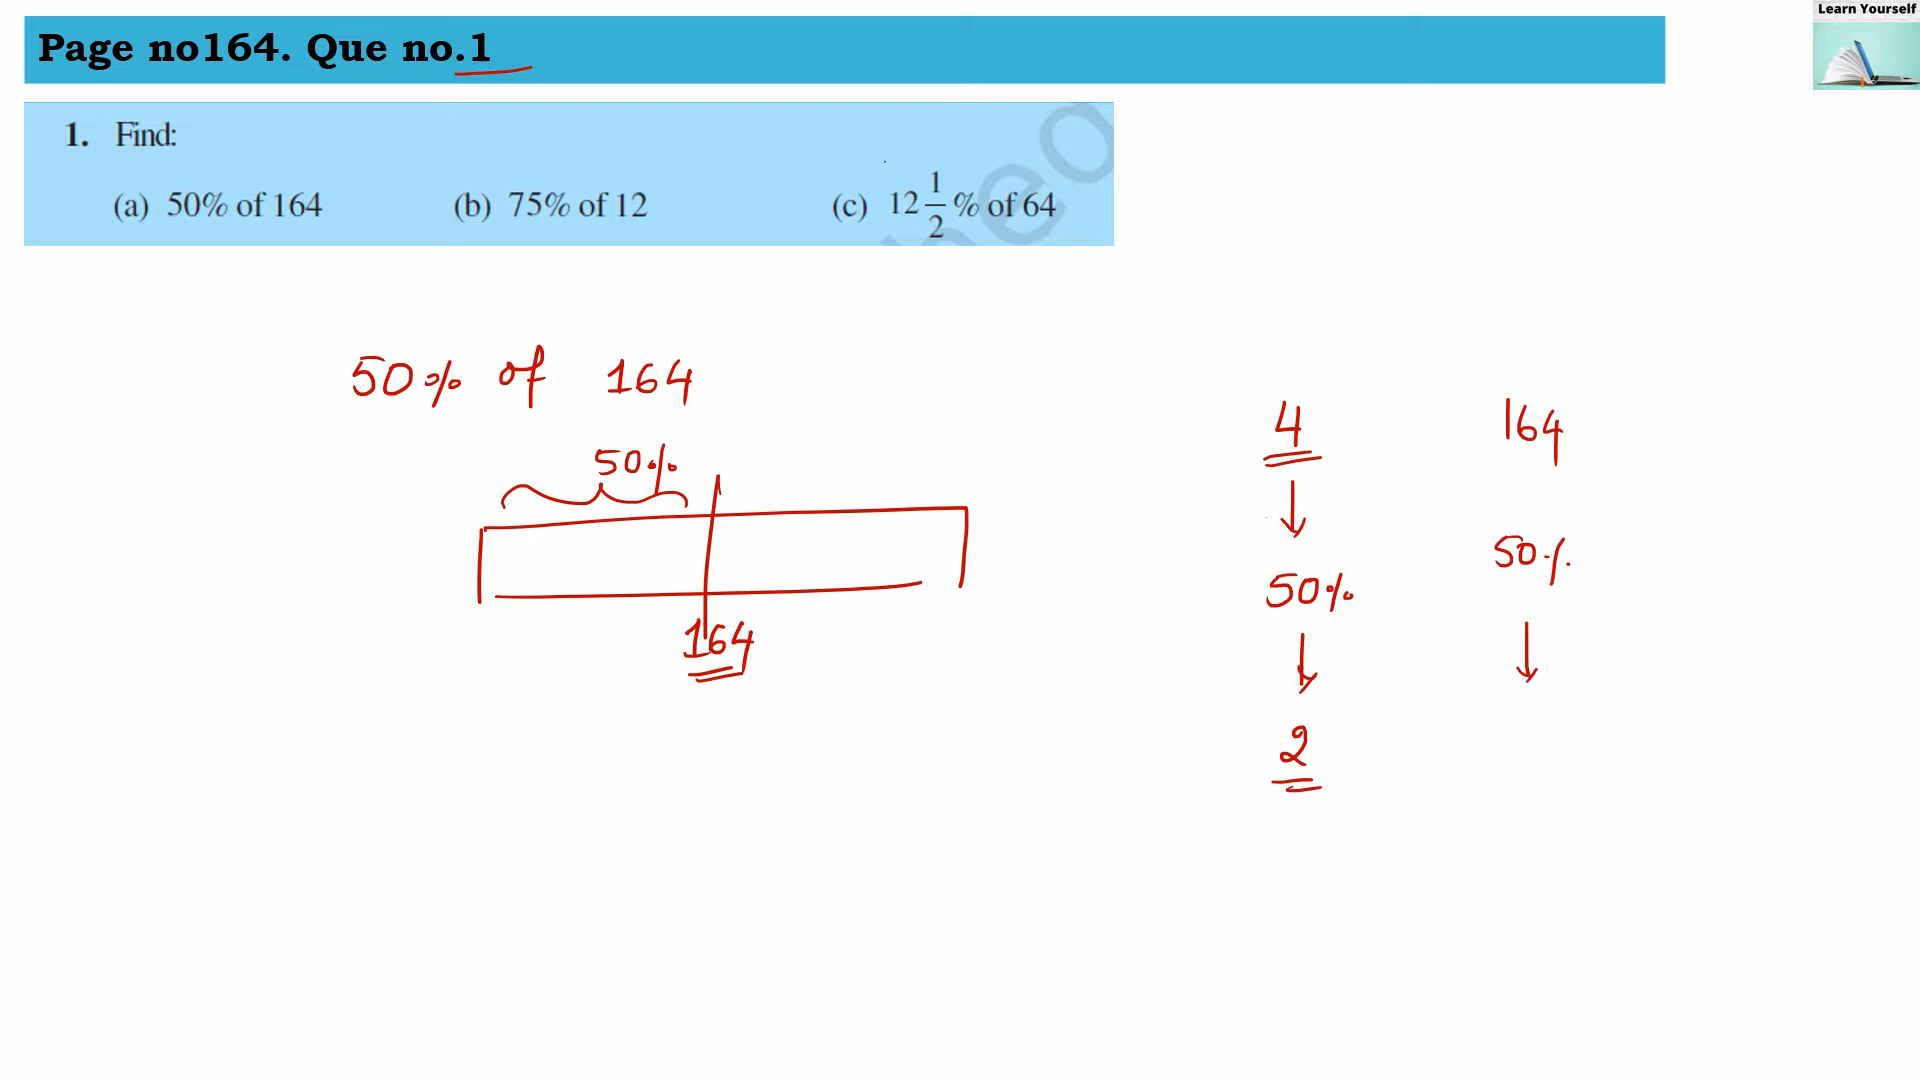 Learn Yourself
Page no164. Que no.1
1. Find:
(a) 50% of 164 (b) 75% of 12 (c) 12 1/2 % of 64
50% of 164
50%
164
4 164
50% 50%
2